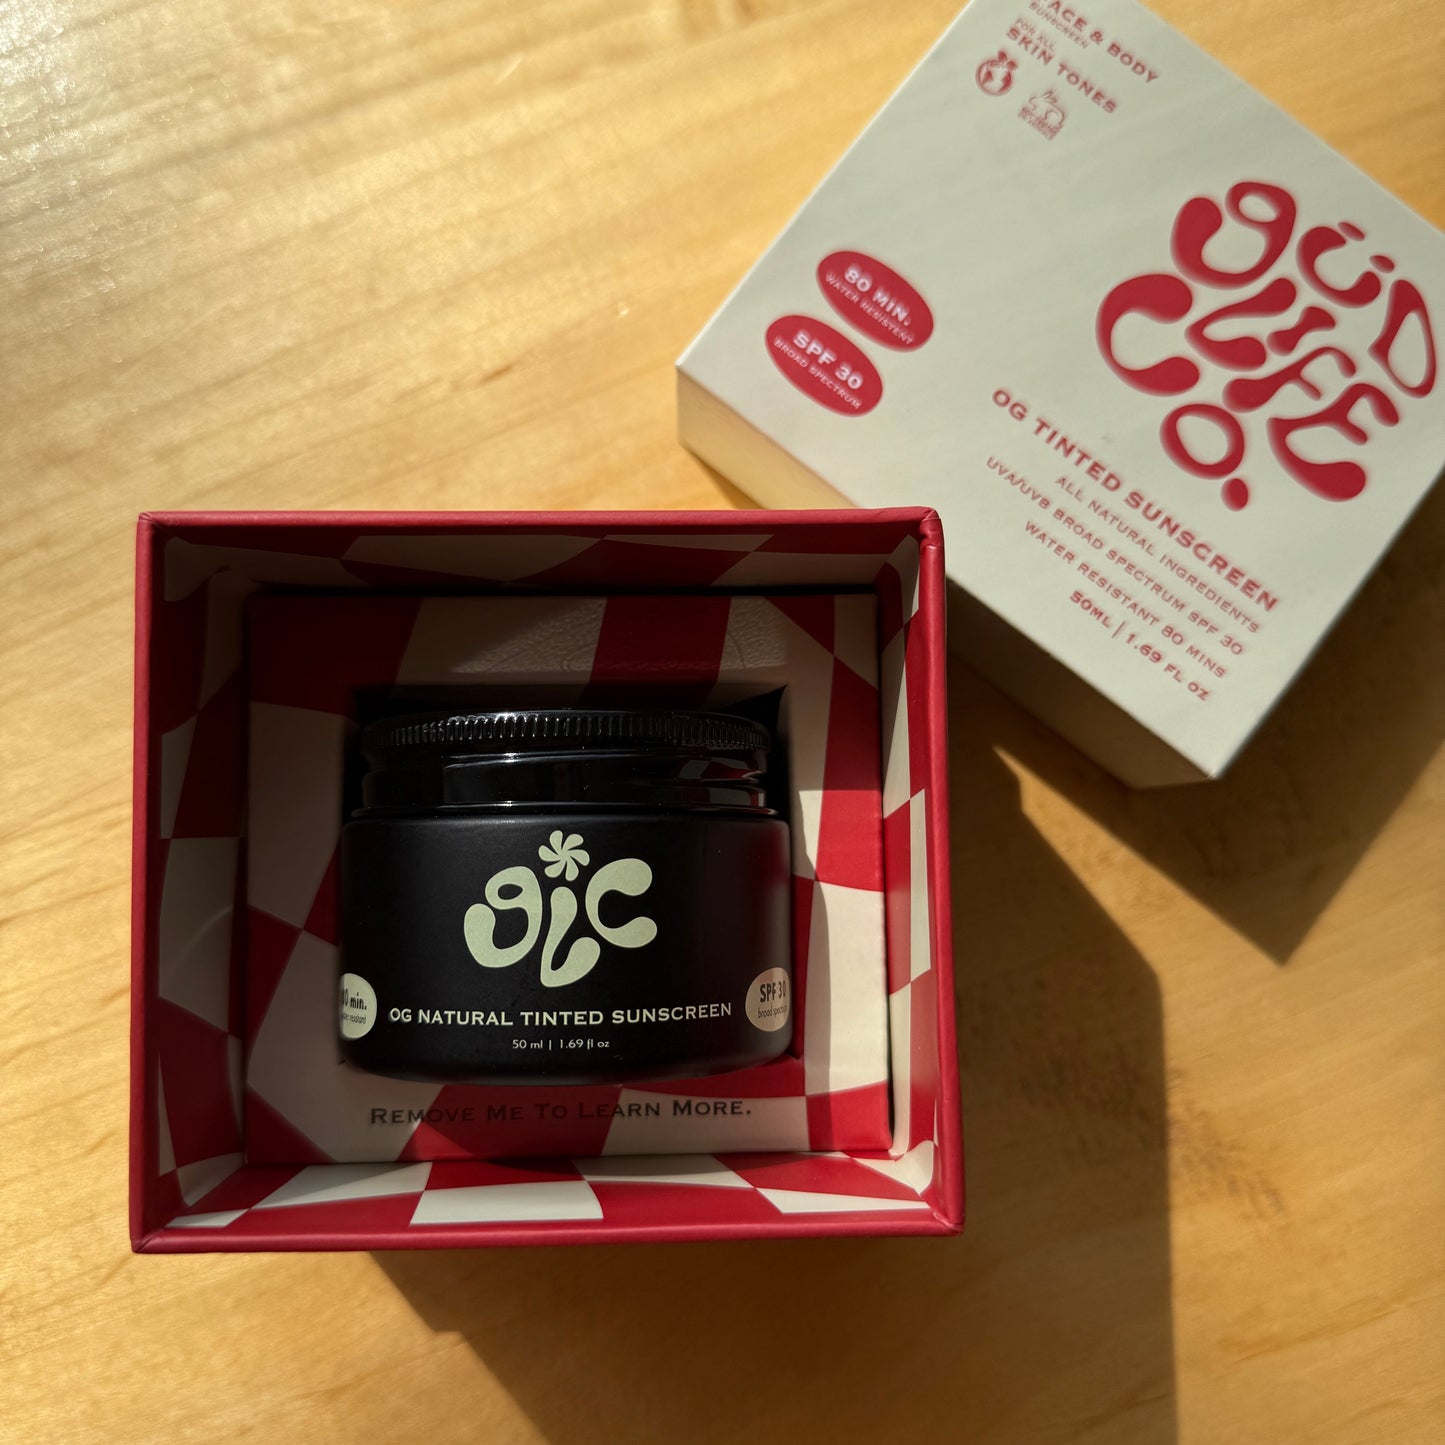 FACE & BODY
SUNSCREEN
FOR ALL
SKIN TONES
güd
LIFE
CO.
80 MIN.
WATER RESISTENT
SPF 30
BROAD SPECTRUM
OG TINTED SUNSCREEN
ALL NATURAL INGREDIENTS
UVA/UVB BROAD SPECTRUM SPF 30
WATER RESISTANT 80 MINS
50ML | 1.69 FL OZ
gLC
min.
SPF 30
broad spectrum
OG NATURAL TINTED SUNSCREEN
50 ml | 1.69 fl oz
REMOVE ME TO LEARN MORE.